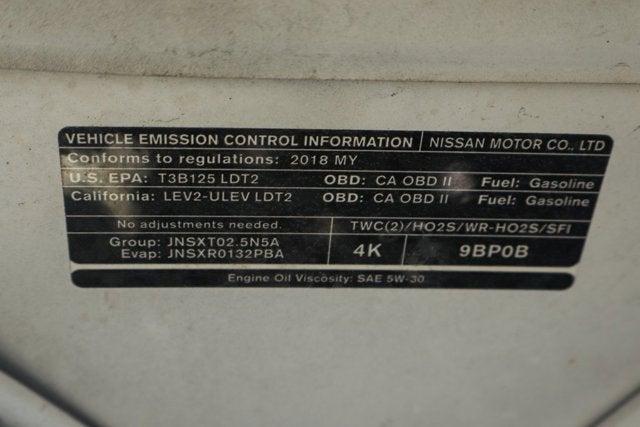 VEHICLE EMISSION CONTROL INFORMATION NISSAN MOTOR CO., LTD
Conforms to regulations: 2018 MY
U.S. EPA: T3B125 LDT2 OBD: CA OBD II Fuel: Gasoline
California: LEV2-ULEV LDT2 OBD: CA OBD II Fuel: Gasoline
No adjustments needed. TWC(2)/HO2S/WR-HO2S/SFI
Group: JNSXT02.5N5A
Evap: JNSXR0132PBA
4K 9BP0B
Engine Oil Viscosity: SAE 5W-30